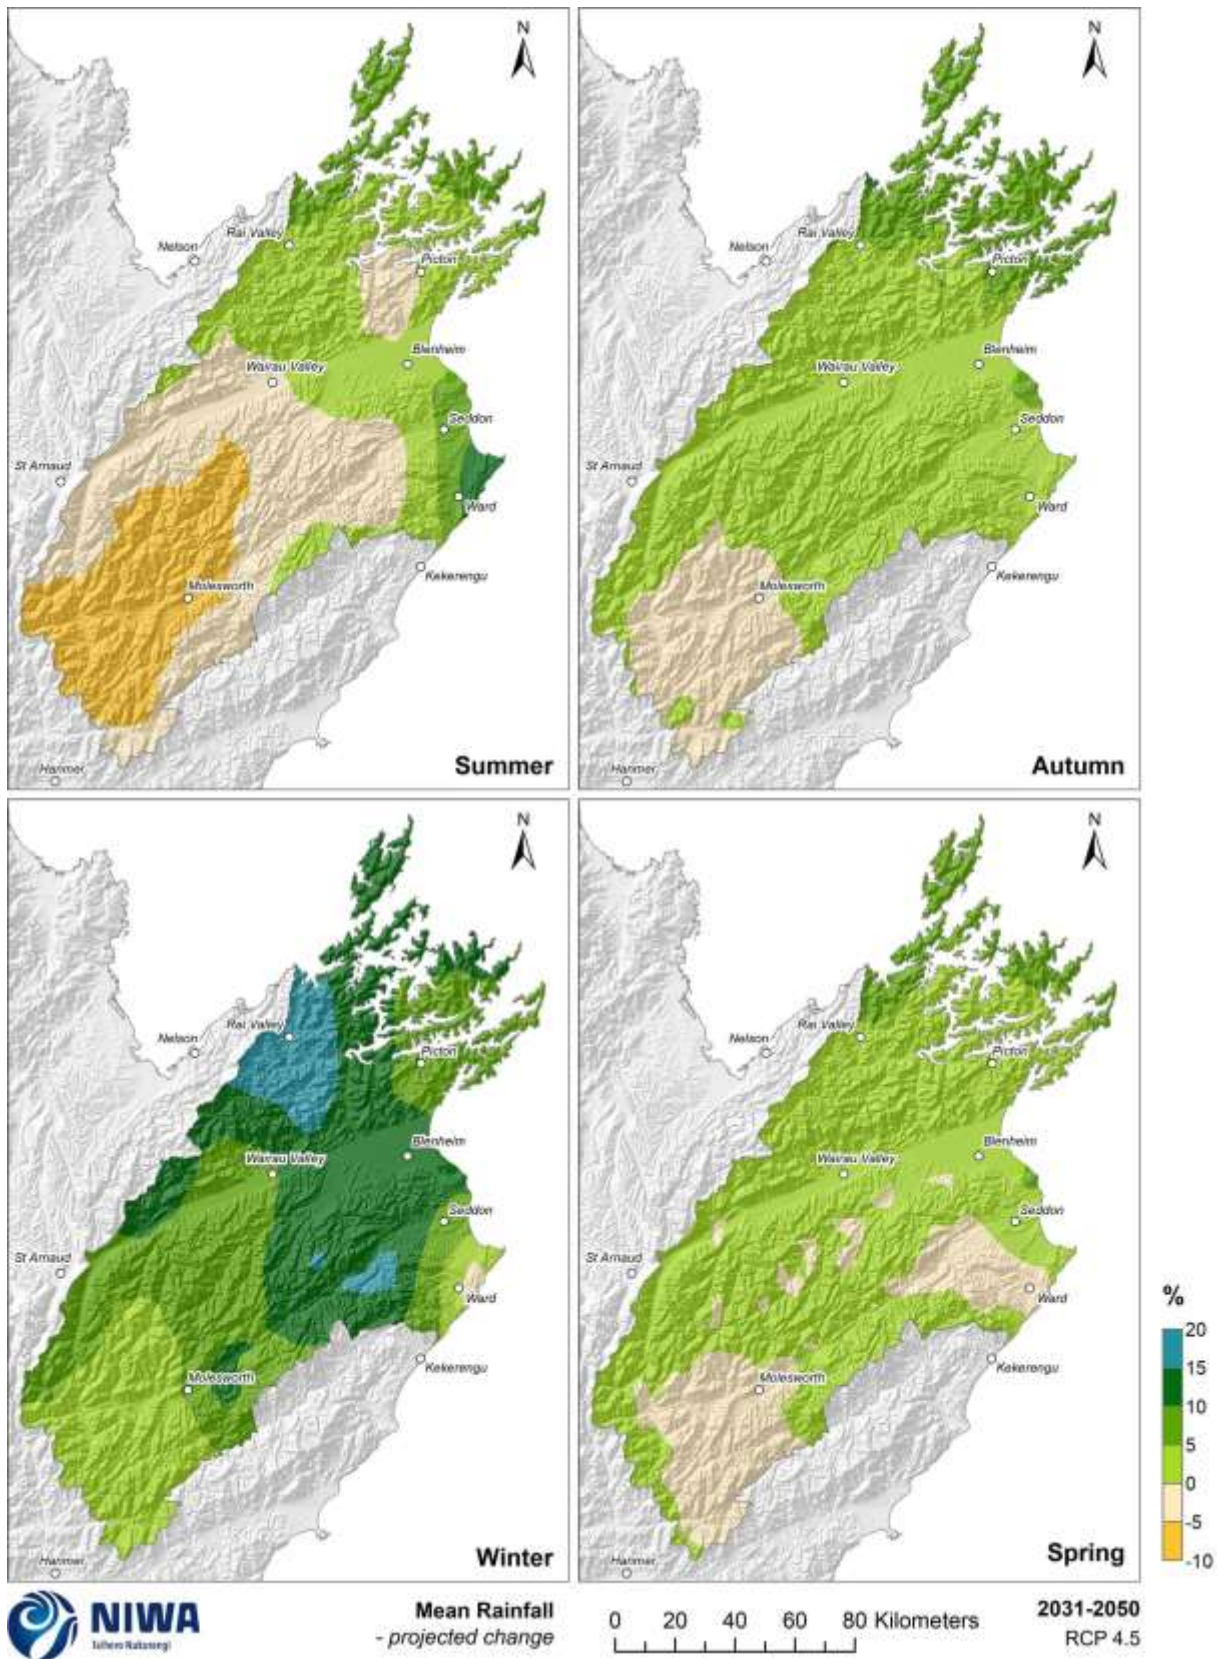 N
Nelson
Rai Valley
Picton
Blenheim
Wairau Valley
Seddon
St Arnaud
Ward
Molesworth
Kekerengu
Hanmer
Summer
N
Nelson
Rai Valley
Picton
Blenheim
Wairau Valley
Seddon
St Arnaud
Ward
Molesworth
Kekerengu
Hanmer
Autumn
N
Nelson
Rai Valley
Picton
Blenheim
Wairau Valley
Seddon
St Arnaud
Ward
Molesworth
Kekerengu
Hanmer
Winter
N
Nelson
Rai Valley
Picton
Blenheim
Wairau Valley
Seddon
St Arnaud
Ward
Molesworth
Kekerengu
Hanmer
Spring
%
20
15
10
5
0
-5
-10
NIWA
Taihoro Nukurangi
Mean Rainfall
- projected change
0 20 40 60 80 Kilometers
2031-2050
RCP 4.5